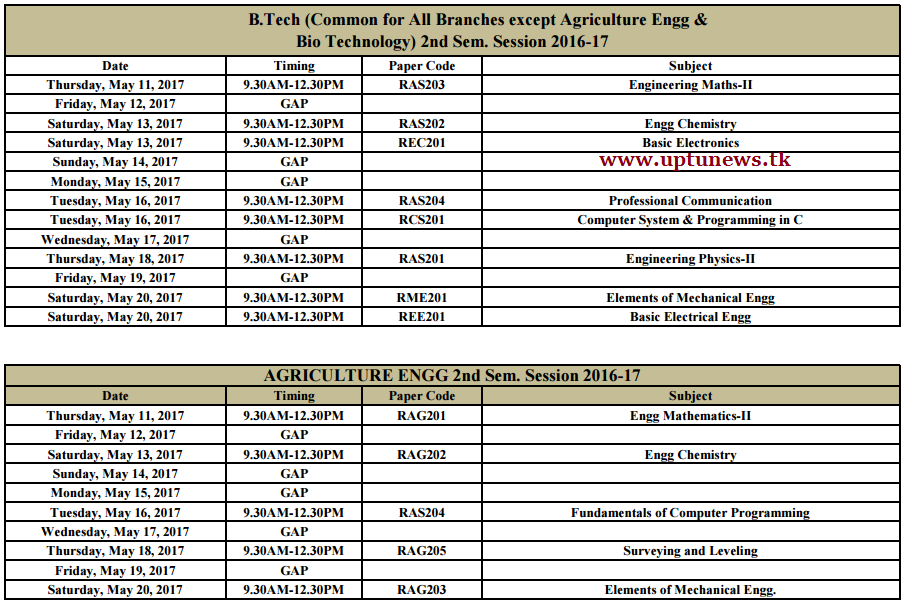 B.Tech (Common for All Branches except Agriculture Engg &
Bio Technology) 2nd Sem. Session 2016-17
Date Timing Paper Code Subject
Thursday, May 11, 2017 9.30AM-12.30PM RAS203 Engineering Maths-II
Friday, May 12, 2017 GAP
Saturday, May 13, 2017 9.30AM-12.30PM RAS202 Engg Chemistry
Saturday, May 13, 2017 9.30AM-12.30PM REC201 Basic Electronics
Sunday, May 14, 2017 GAP www.uptunews.tk
Monday, May 15, 2017 GAP
Tuesday, May 16, 2017 9.30AM-12.30PM RAS204 Professional Communication
Tuesday, May 16, 2017 9.30AM-12.30PM RCS201 Computer System & Programming in C
Wednesday, May 17, 2017 GAP
Thursday, May 18, 2017 9.30AM-12.30PM RAS201 Engineering Physics-II
Friday, May 19, 2017 GAP
Saturday, May 20, 2017 9.30AM-12.30PM RME201 Elements of Mechanical Engg
Saturday, May 20, 2017 9.30AM-12.30PM REE201 Basic Electrical Engg
AGRICULTURE ENGG 2nd Sem. Session 2016-17
Date Timing Paper Code Subject
Thursday, May 11, 2017 9.30AM-12.30PM RAG201 Engg Mathematics-II
Friday, May 12, 2017 GAP
Saturday, May 13, 2017 9.30AM-12.30PM RAG202 Engg Chemistry
Sunday, May 14, 2017 GAP
Monday, May 15, 2017 GAP
Tuesday, May 16, 2017 9.30AM-12.30PM RAS204 Fundamentals of Computer Programming
Wednesday, May 17, 2017 GAP
Thursday, May 18, 2017 9.30AM-12.30PM RAG205 Surveying and Leveling
Friday, May 19, 2017 GAP
Saturday, May 20, 2017 9.30AM-12.30PM RAG203 Elements of Mechanical Engg.